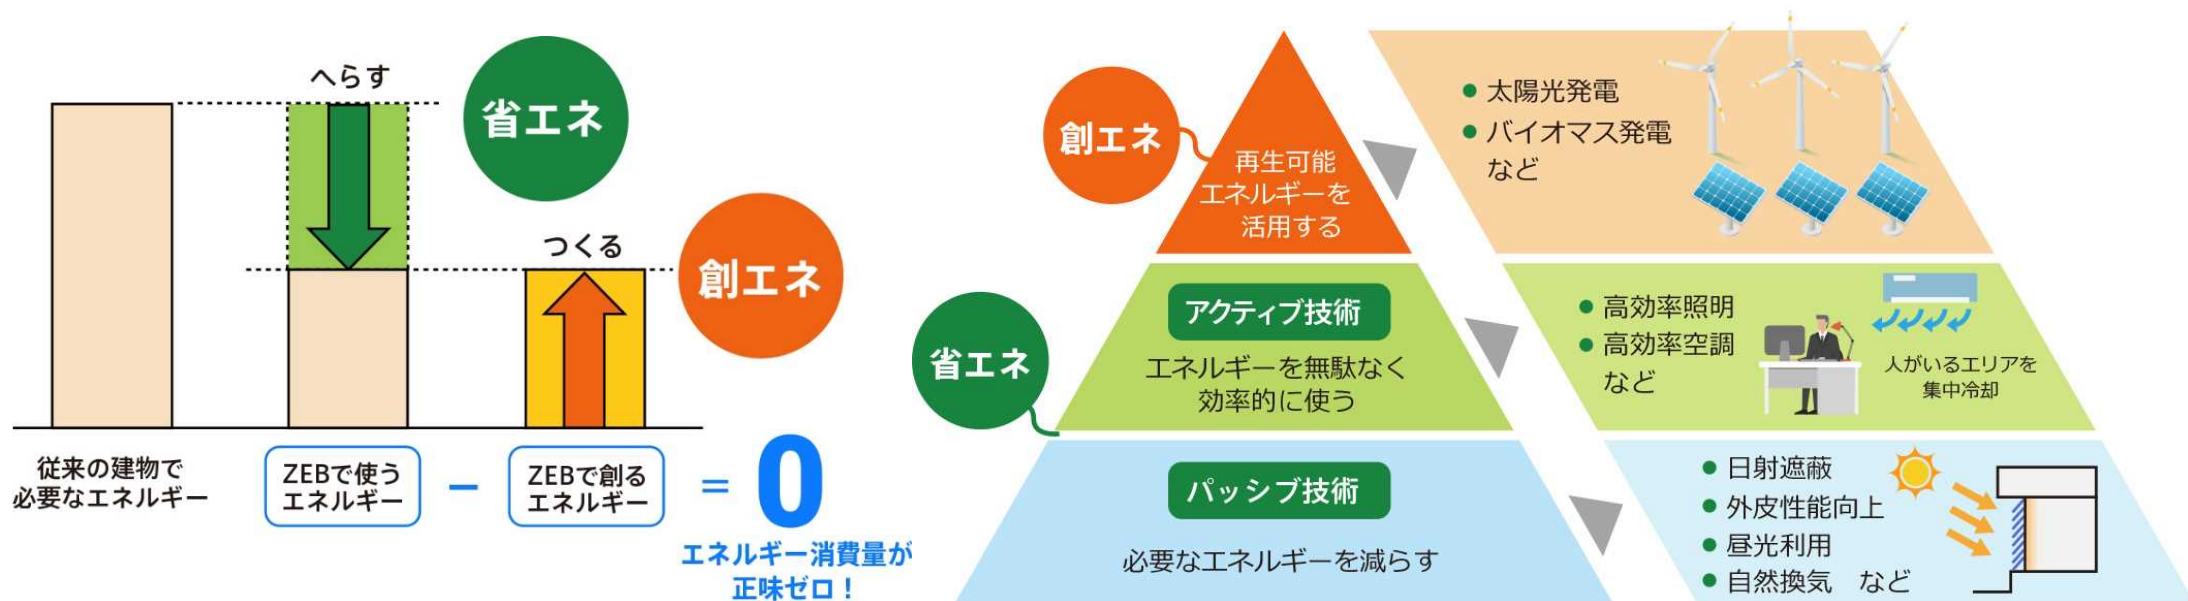 へらす
省エネ
つくる
創エネ
従来の建物で
必要なエネルギー
ZEBで使う
エネルギー
－
ZEBで創る
エネルギー
＝
0
エネルギー消費量が
正味ゼロ！
創エネ
再生可能
エネルギーを
活用する
省エネ
アクティブ技術
エネルギーを無駄なく
効率的に使う
パッシブ技術
必要なエネルギーを減らす
● 太陽光発電
● バイオマス発電
など
● 高効率照明
● 高効率空調
など
人がいるエリアを
集中冷却
● 日射遮蔽
● 外皮性能向上
● 昼光利用
● 自然換気　など